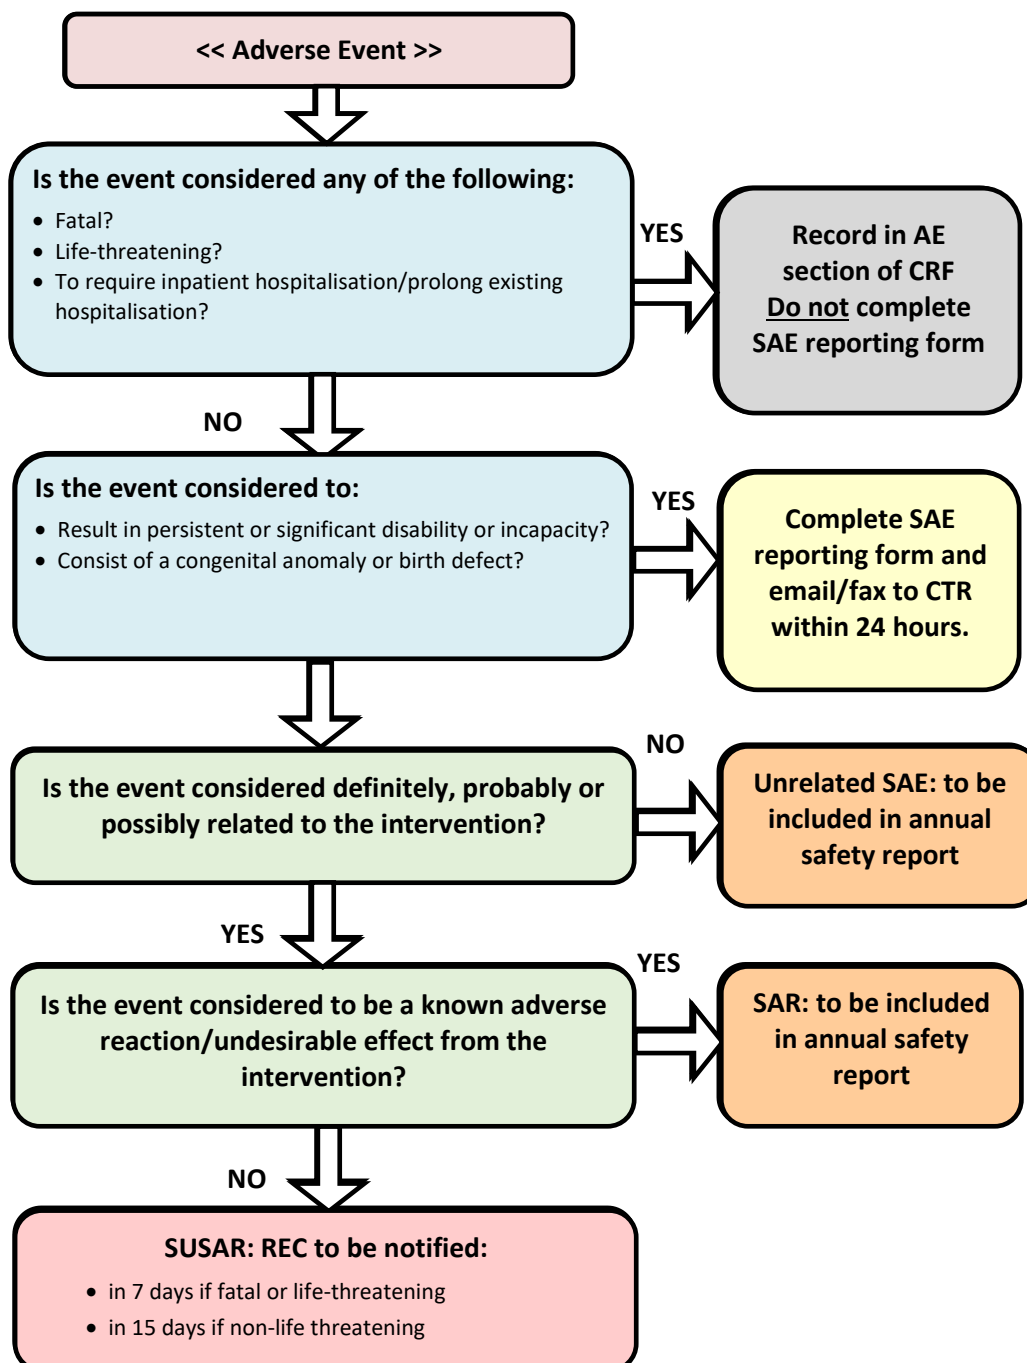 << Adverse Event >>
Is the event considered any of the following:
• Fatal?
• Life-threatening?
• To require inpatient hospitalisation/prolong existing
hospitalisation?
YES
Record in AE
section of CRF
Do not complete
SAE reporting form
NO
Is the event considered to:
• Result in persistent or significant disability or incapacity?
• Consist of a congenital anomaly or birth defect?
YES
Complete SAE
reporting form and
email/fax to CTR
within 24 hours.
Is the event considered definitely, probably or
possibly related to the intervention?
NO
Unrelated SAE: to be
included in annual
safety report
YES
Is the event considered to be a known adverse
reaction/undesirable effect from the
intervention?
YES
SAR: to be included
in annual safety
report
NO
SUSAR: REC to be notified:
• in 7 days if fatal or life-threatening
• in 15 days if non-life threatening